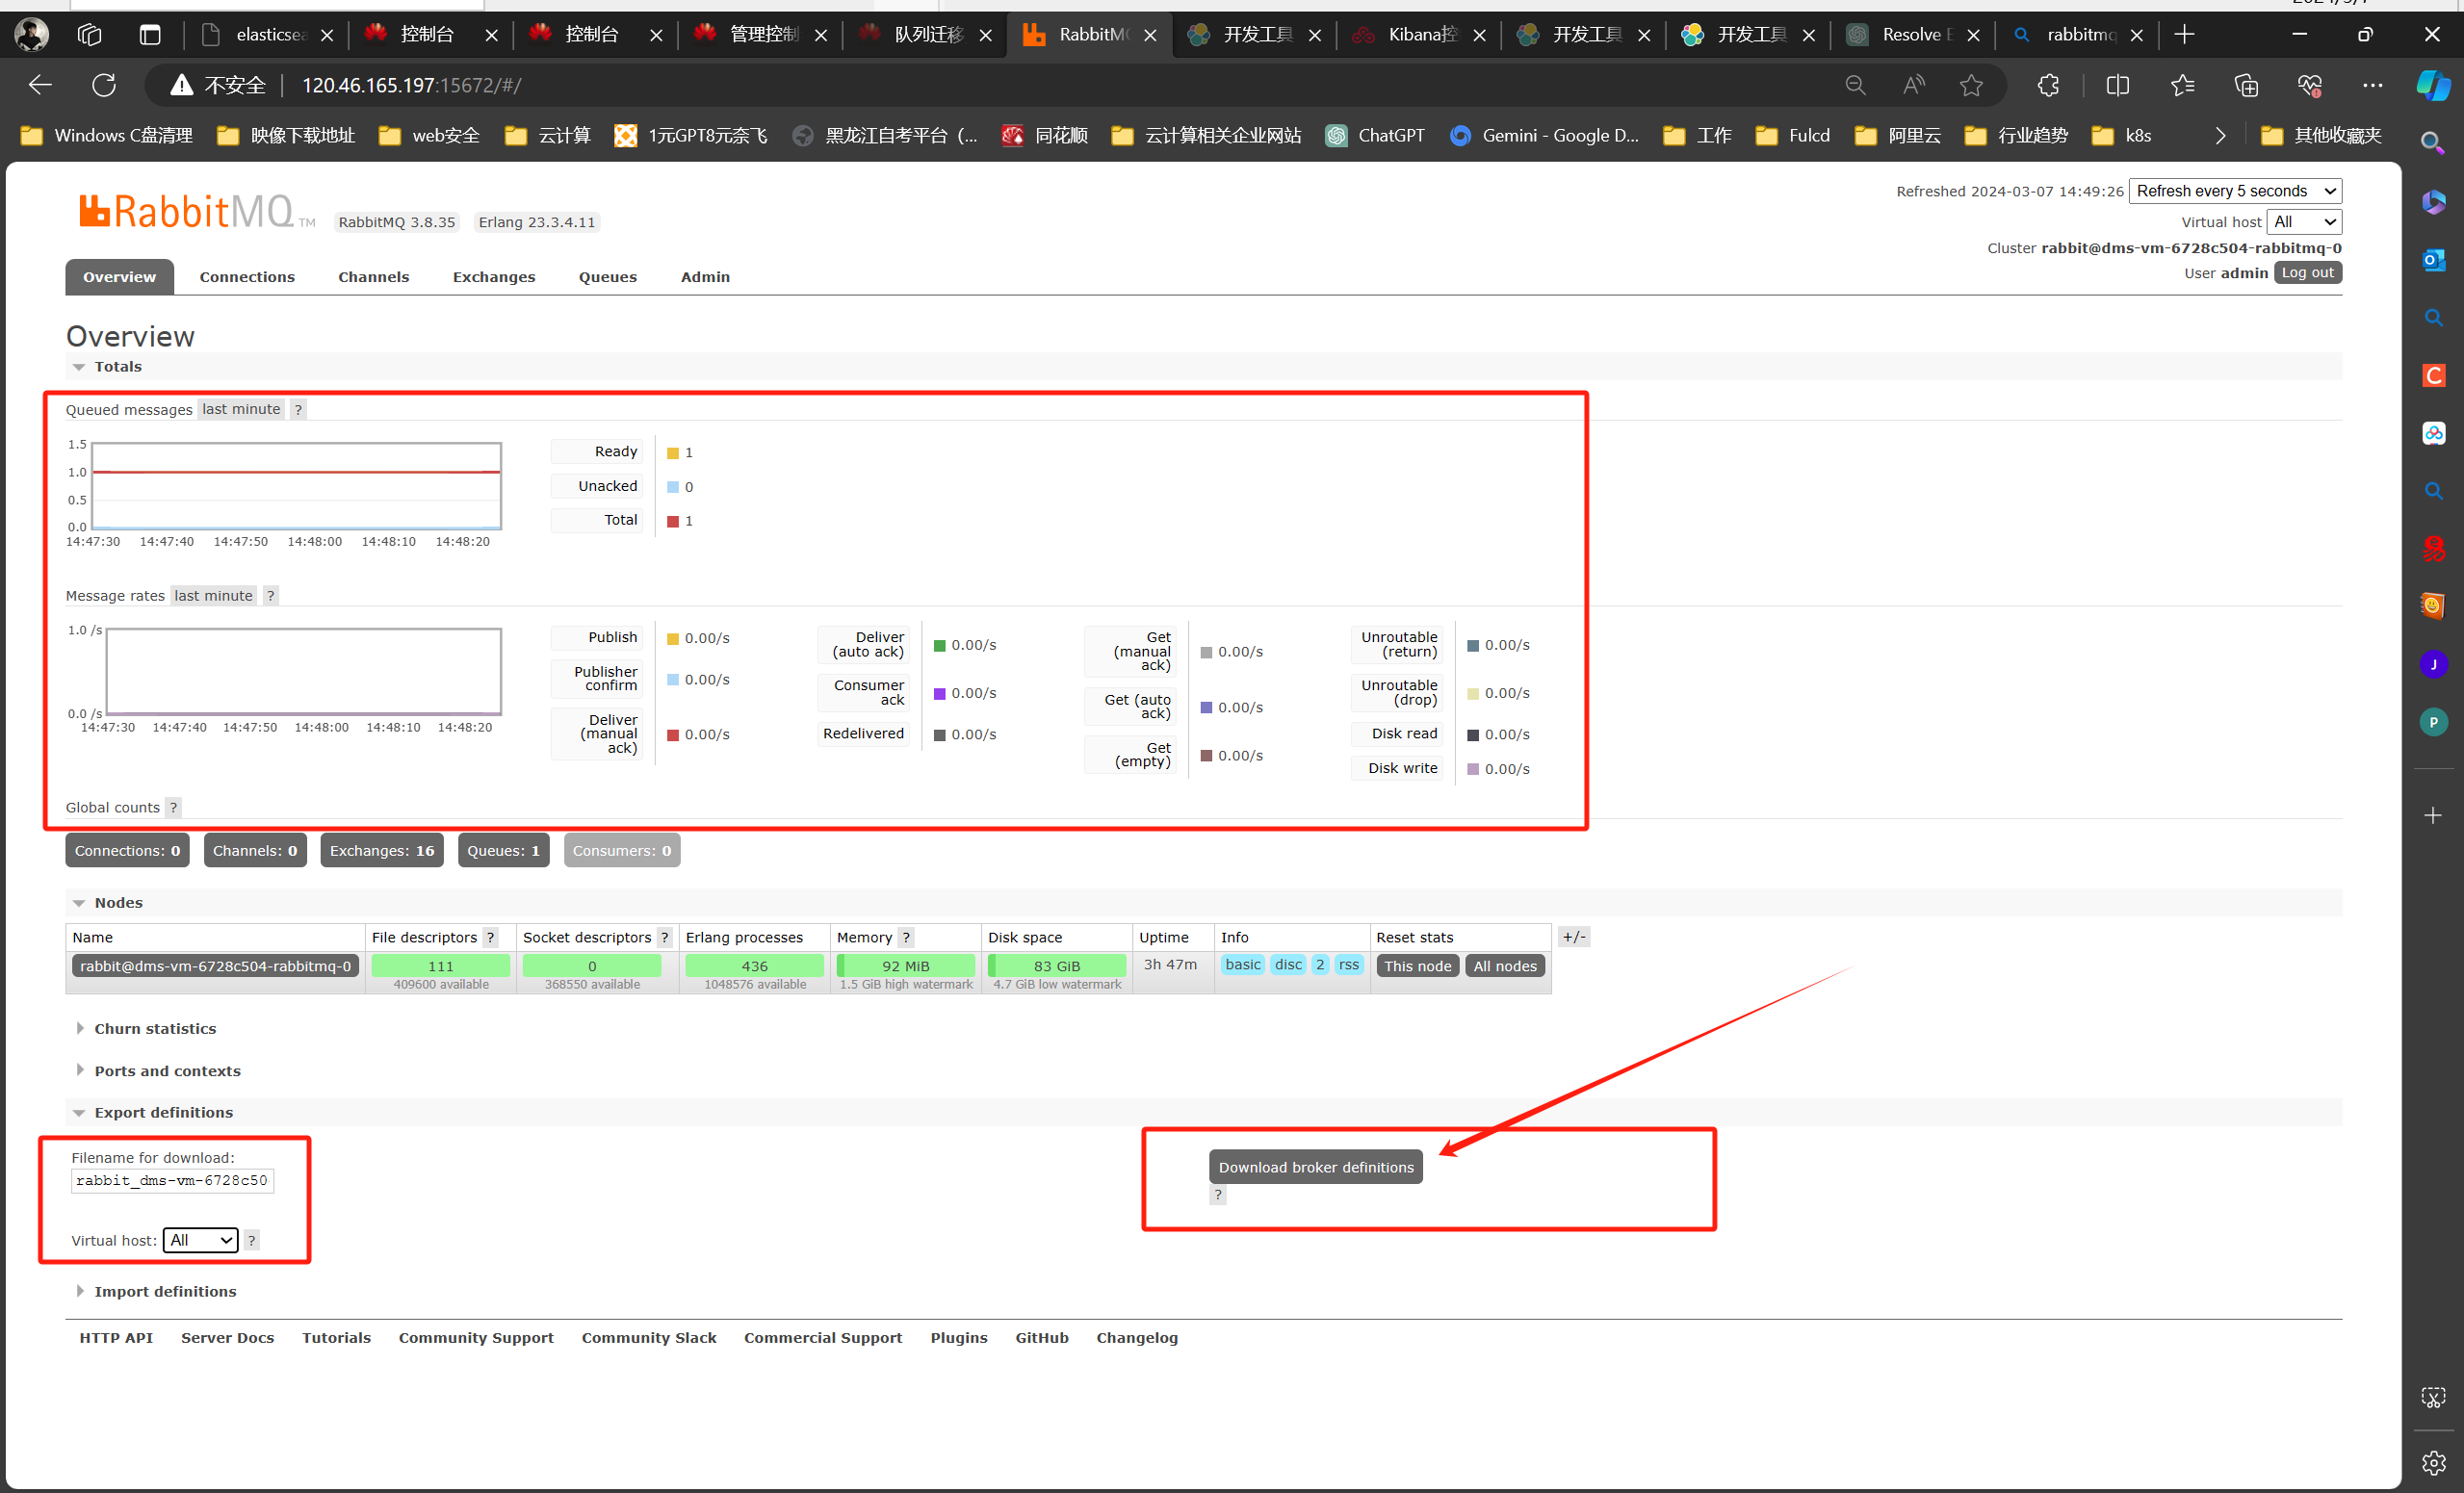 elasticsea
控制台
控制台
管理控制
队列迁移
RabbitM
开发工具
Kibana控
开发工具
开发工具
Resolve E
rabbitmq
不安全
120.46.165.197:15672/#/
Windows C盘清理
映像下载地址
web安全
云计算
1元GPT8元奈飞
黑龙江自考平台（...
同花顺
云计算相关企业网站
ChatGPT
Gemini - Google D...
工作
Fulcd
阿里云
行业趋势
k8s
其他收藏夹
RabbitMQ TM
RabbitMQ 3.8.35
Erlang 23.3.4.11
Refreshed 2024-03-07 14:49:26 Refresh every 5 seconds
Virtual host All
Cluster rabbit@dms-vm-6728c504-rabbitmq-0
User admin Log out
Overview
Connections
Channels
Exchanges
Queues
Admin
Overview
Totals
Queued messages last minute ?
1.5
1.0
0.5
0.0
14:47:30 14:47:40 14:47:50 14:48:00 14:48:10 14:48:20
Ready 1
Unacked 0
Total 1
Message rates last minute ?
1.0 /s
0.0 /s
14:47:30 14:47:40 14:47:50 14:48:00 14:48:10 14:48:20
Publish 0.00/s
Publisher confirm 0.00/s
Deliver (manual ack) 0.00/s
Deliver (auto ack) 0.00/s
Consumer ack 0.00/s
Redelivered 0.00/s
Get (manual ack) 0.00/s
Get (auto ack) 0.00/s
Get (empty) 0.00/s
Unroutable (return) 0.00/s
Unroutable (drop) 0.00/s
Disk read 0.00/s
Disk write 0.00/s
Global counts ?
Connections: 0
Channels: 0
Exchanges: 16
Queues: 1
Consumers: 0
Nodes
Name File descriptors ? Socket descriptors ? Erlang processes Memory ? Disk space Uptime Info Reset stats +/-
rabbit@dms-vm-6728c504-rabbitmq-0 111 0 436 92 MiB 83 GiB 3h 47m basic disc 2 rss This node All nodes
409600 available 368550 available 1048576 available 1.5 GiB high watermark 4.7 GiB low watermark
Churn statistics
Ports and contexts
Export definitions
Filename for download:
rabbit_dms-vm-6728c50
Download broker definitions
?
Virtual host: All ?
Import definitions
HTTP API
Server Docs
Tutorials
Community Support
Community Slack
Commercial Support
Plugins
GitHub
Changelog
C
J
P